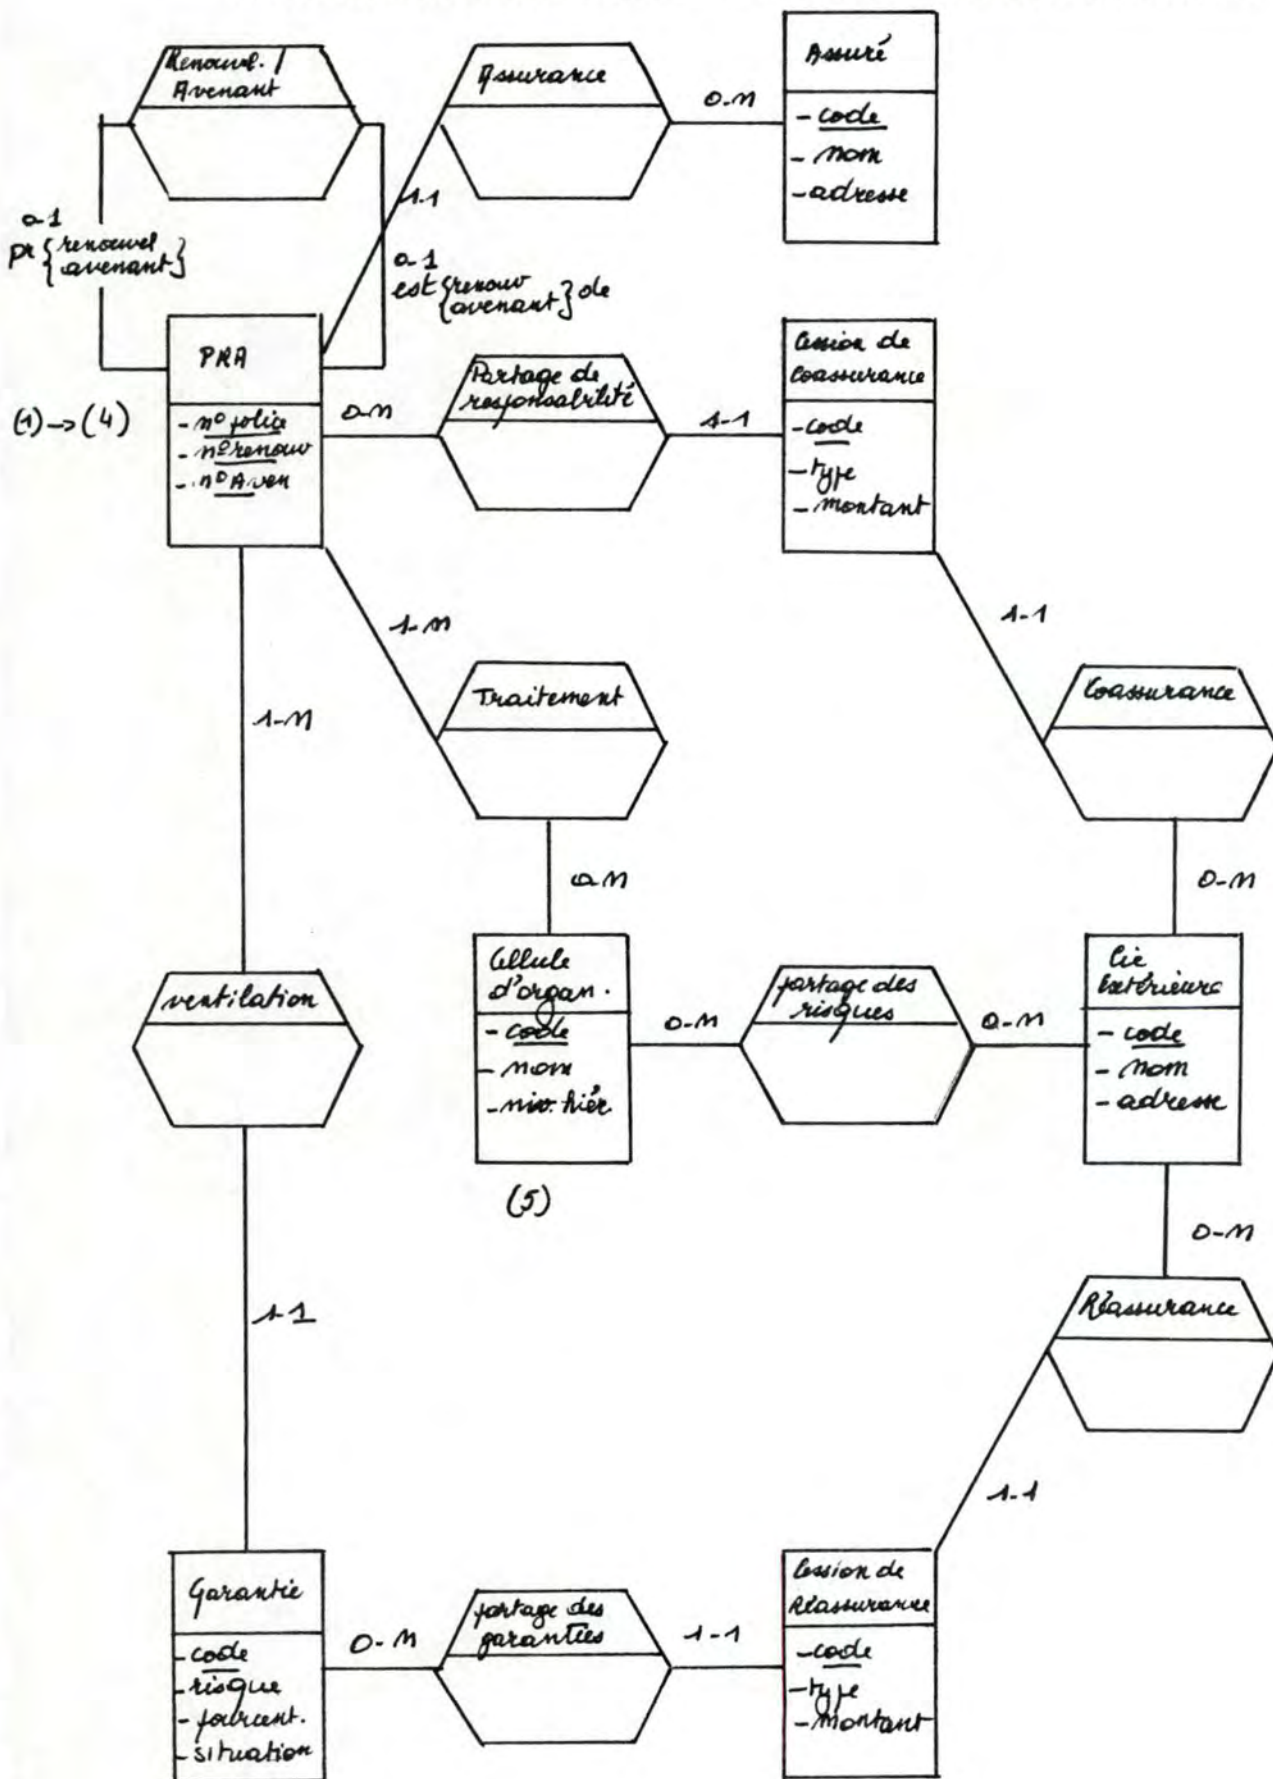 Renouvel. /
Avenant
Assurance
0-n
Assuré
- code
- nom
- adresse
1-1
0-1
pr {renouvel
avenant}
0-1
est {renouv
avenant} de
PRA
- n° police
- n° renouv
- n° Aven
(1) -> (4)
0-n
Partage de
responsabilité
1-1
Cession de
Coassurance
- code
- type
- montant
1-n
1-1
Traitement
Coassurance
1-n
0-n
0-n
ventilation
Cellule
d'organ.
- code
- nom
- niv. hiér.
(5)
0-n
partage des
risques
0-n
Cie
Extérieure
- code
- nom
- adresse
0-n
Réassurance
1-1
1-1
Garantie
- code
- risque
- pourcent.
- situation
0-n
partage des
garanties
1-1
Cession de
Réassurance
- code
- type
- montant